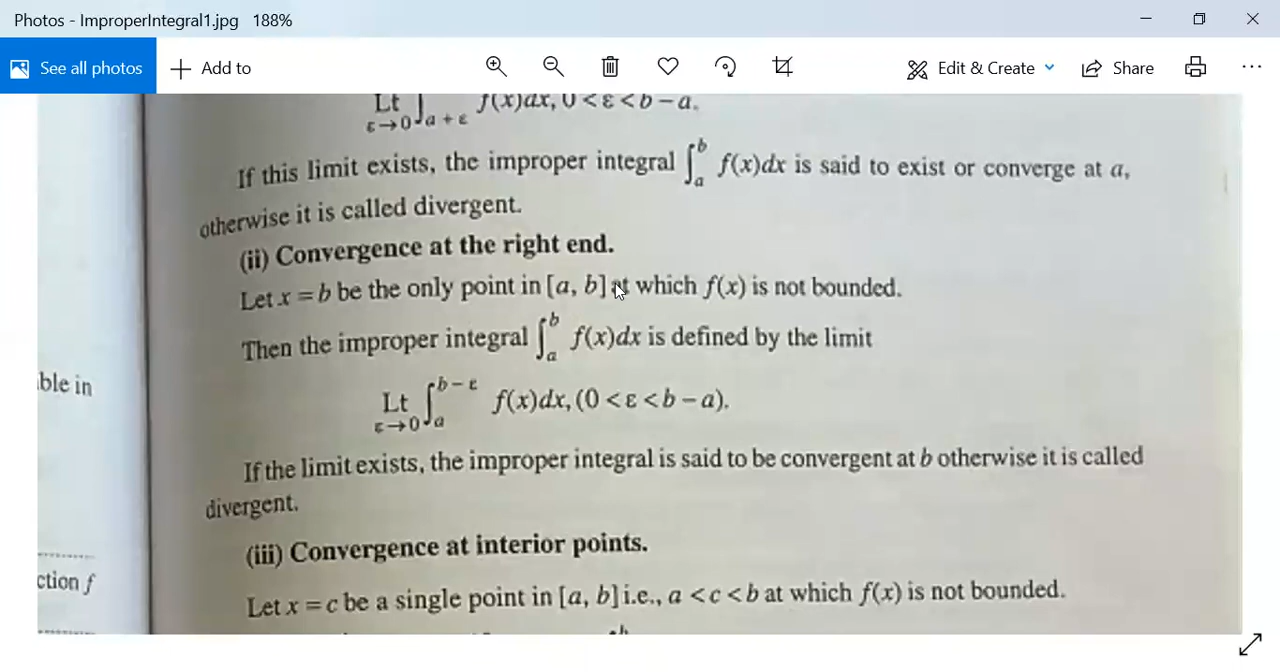 Photos - ImproperIntegral1.jpg 188%
See all photos
Add to
Edit & Create
Share
Lt ∫ a + ε f(x)dx, 0 < ε < b – a.
ε→0
If this limit exists, the improper integral ∫_a^b f(x)dx is said to exist or converge at a,
otherwise it is called divergent.
(ii) Convergence at the right end.
Let x = b be the only point in [a, b] at which f(x) is not bounded.
Then the improper integral ∫_a^b f(x)dx is defined by the limit
ble in
Lt ∫_a^{b – ε} f(x)dx, (0 < ε < b – a).
ε→0
If the limit exists, the improper integral is said to be convergent at b otherwise it is called
divergent.
(iii) Convergence at interior points.
ction f
Let x = c be a single point in [a, b] i.e., a < c < b at which f(x) is not bounded.